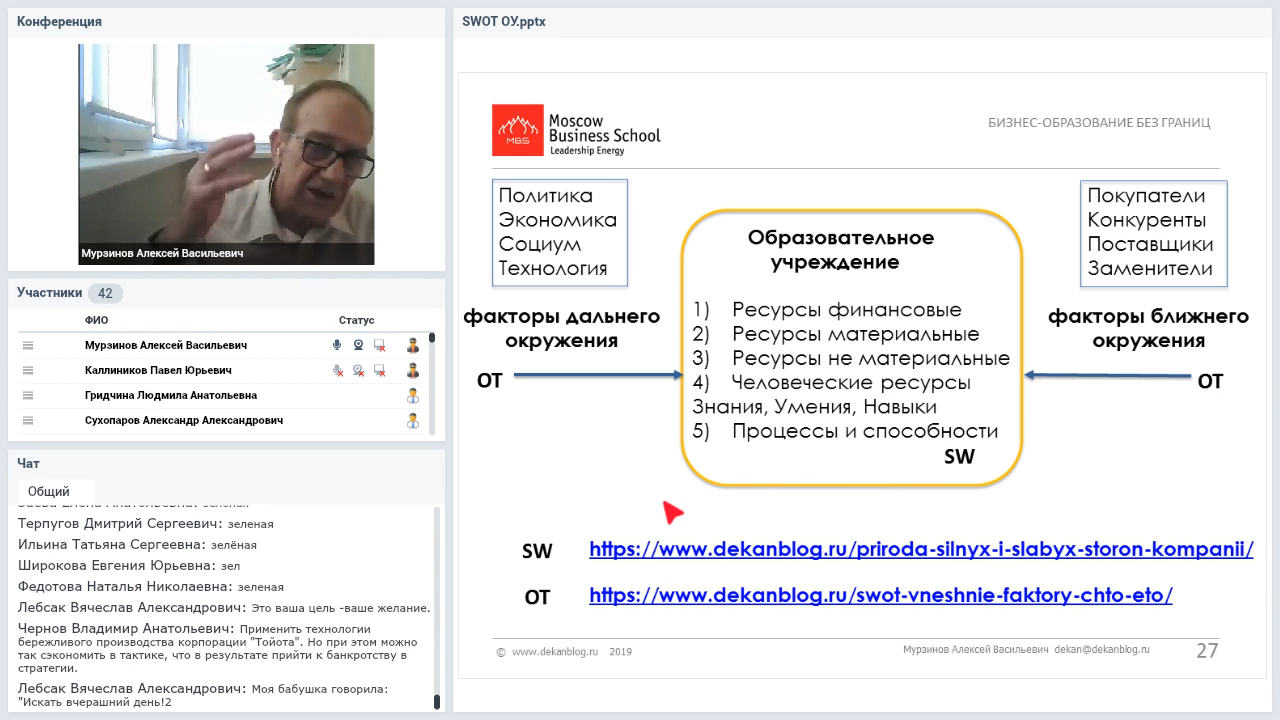 Конференция
Мурзинов Алексей Васильевич
Участники 42
ФИО Статус
Мурзинов Алексей Васильевич
Каллиников Павел Юрьевич
Гридчина Людмила Анатольевна
Сухопаров Александр Александрович
Чат
Общий
Терпугов Дмитрий Сергеевич: зеленая
Ильина Татьяна Сергеевна: зелёная
Широкова Евгения Юрьевна: зел
Федотова Наталья Николаевна: зеленая
Лебсак Вячеслав Александрович: Это ваша цель -ваше желание.
Чернов Владимир Анатольевич: Применить технологии
бережливого производства корпорации "Тойота". Но при этом можно
так сэкономить в тактике, что в результате прийти к банкротству в
стратегии.
Лебсак Вячеслав Александрович: Моя бабушка говорила:
"Искать вчерашний день!2
SWOT ОУ.pptx
MBS
Moscow
Business School
Leadership Energy
БИЗНЕС-ОБРАЗОВАНИЕ БЕЗ ГРАНИЦ
Политика
Экономика
Социум
Технология
факторы дальнего
окружения
ОТ
Образовательное
учреждение
1) Ресурсы финансовые
2) Ресурсы материальные
3) Ресурсы не материальные
4) Человеческие ресурсы
Знания, Умения, Навыки
5) Процессы и способности
SW
Покупатели
Конкуренты
Поставщики
Заменители
факторы ближнего
окружения
ОТ
SW https://www.dekanblog.ru/priroda-silnyx-i-slabyx-storon-kompanii/
ОТ https://www.dekanblog.ru/swot-vneshnie-faktory-chto-eto/
© www.dekanblog.ru 2019
Мурзинов Алексей Васильевич dekan@dekanblog.ru
27